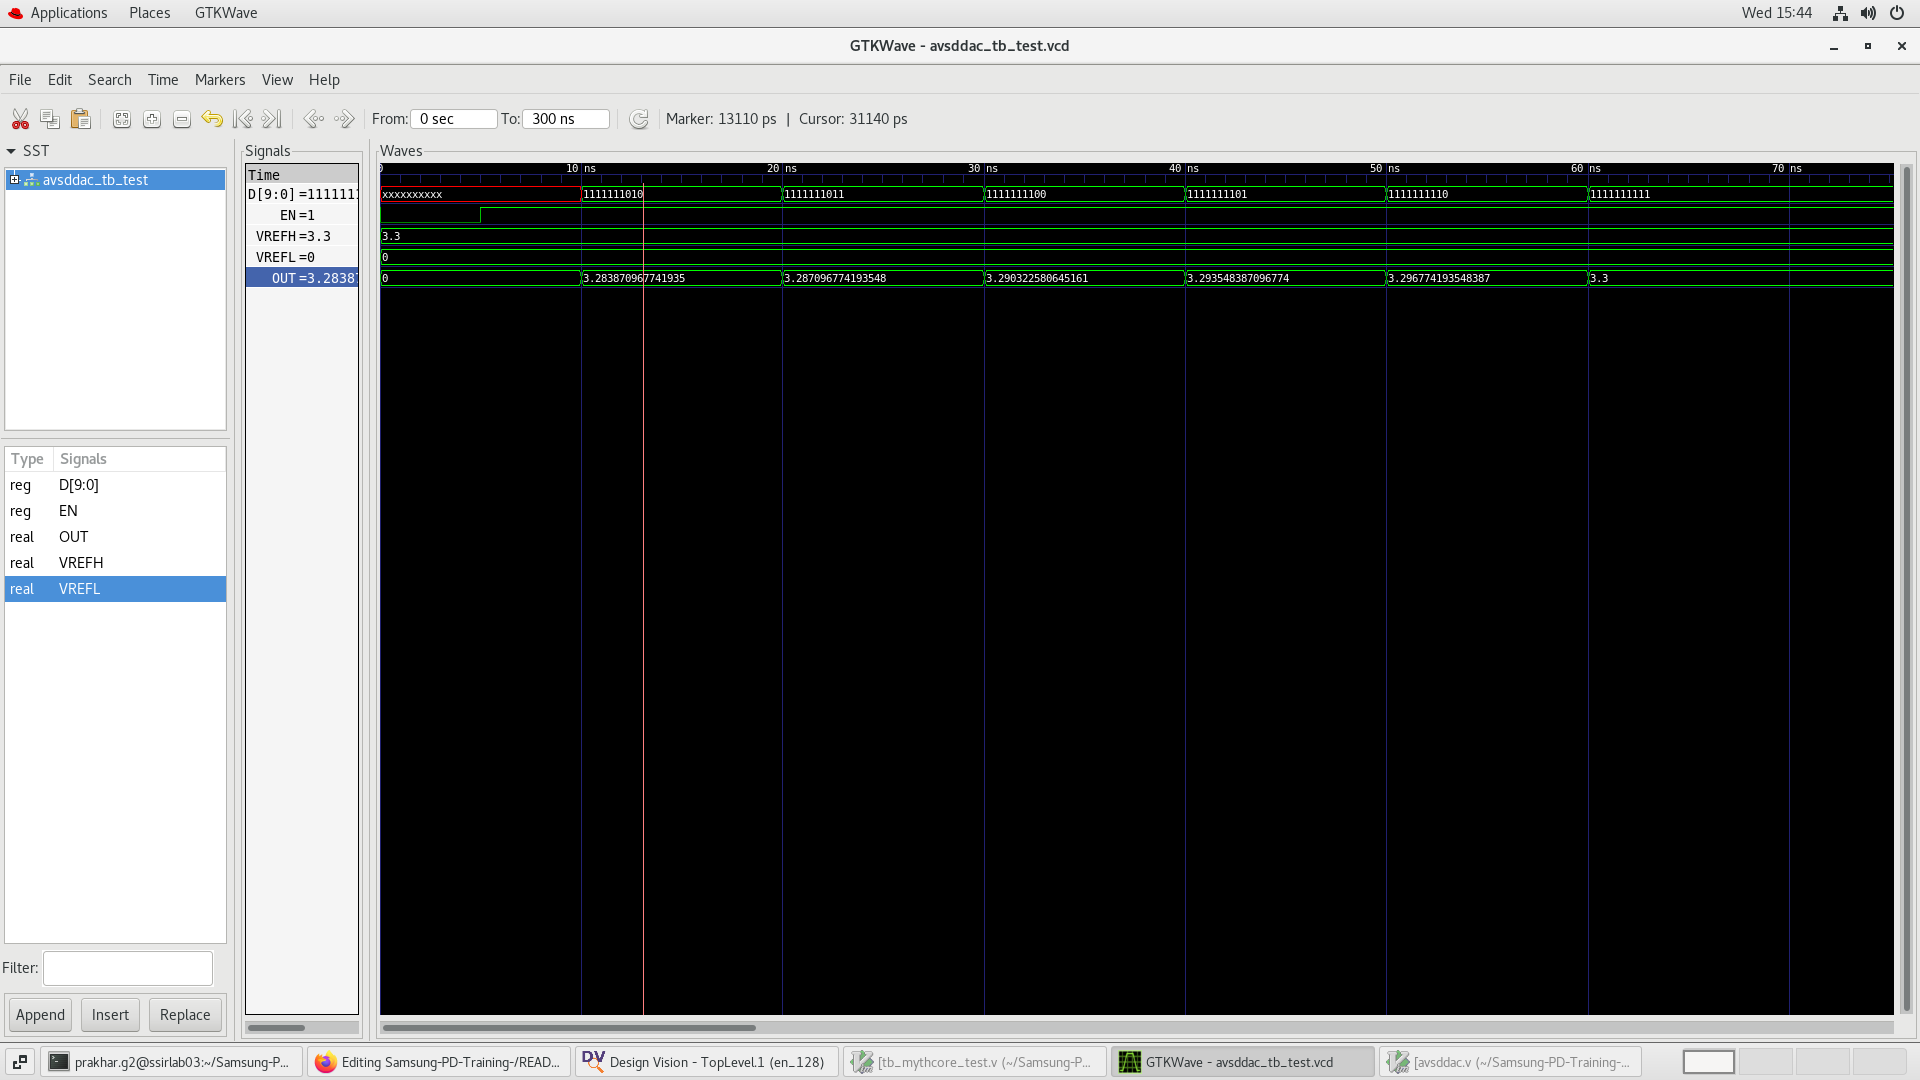 Applications Places GTKWave Wed 15:44
GTKWave - avsddac_tb_test.vcd
File Edit Search Time Markers View Help
From: 0 sec To: 300 ns Marker: 13110 ps | Cursor: 31140 ps
SST
avsddac_tb_test
Type Signals
reg D[9:0]
reg EN
real OUT
real VREFH
real VREFL
Filter:
Append Insert Replace
Signals
Time
D[9:0] =1111111
EN =1
VREFH =3.3
VREFL =0
OUT =3.2838
Waves
0 10 ns 20 ns 30 ns 40 ns 50 ns 60 ns 70 ns
xxxxxxxxxx 1111111010 1111111011 1111111100 1111111101 1111111110 1111111111
3.3
0
0 3.283870967741935 3.287096774193548 3.290322580645161 3.293548387096774 3.296774193548387 3.3
prakhar.g2@ssirlab03:~/Samsung-P... Editing Samsung-PD-Training-/READ... DV Design Vision - TopLevel.1 (en_128) [tb_mythcore_test.v (~/Samsung-P... GTKWave - avsddac_tb_test.vcd [avsddac.v (~/Samsung-PD-Training-...